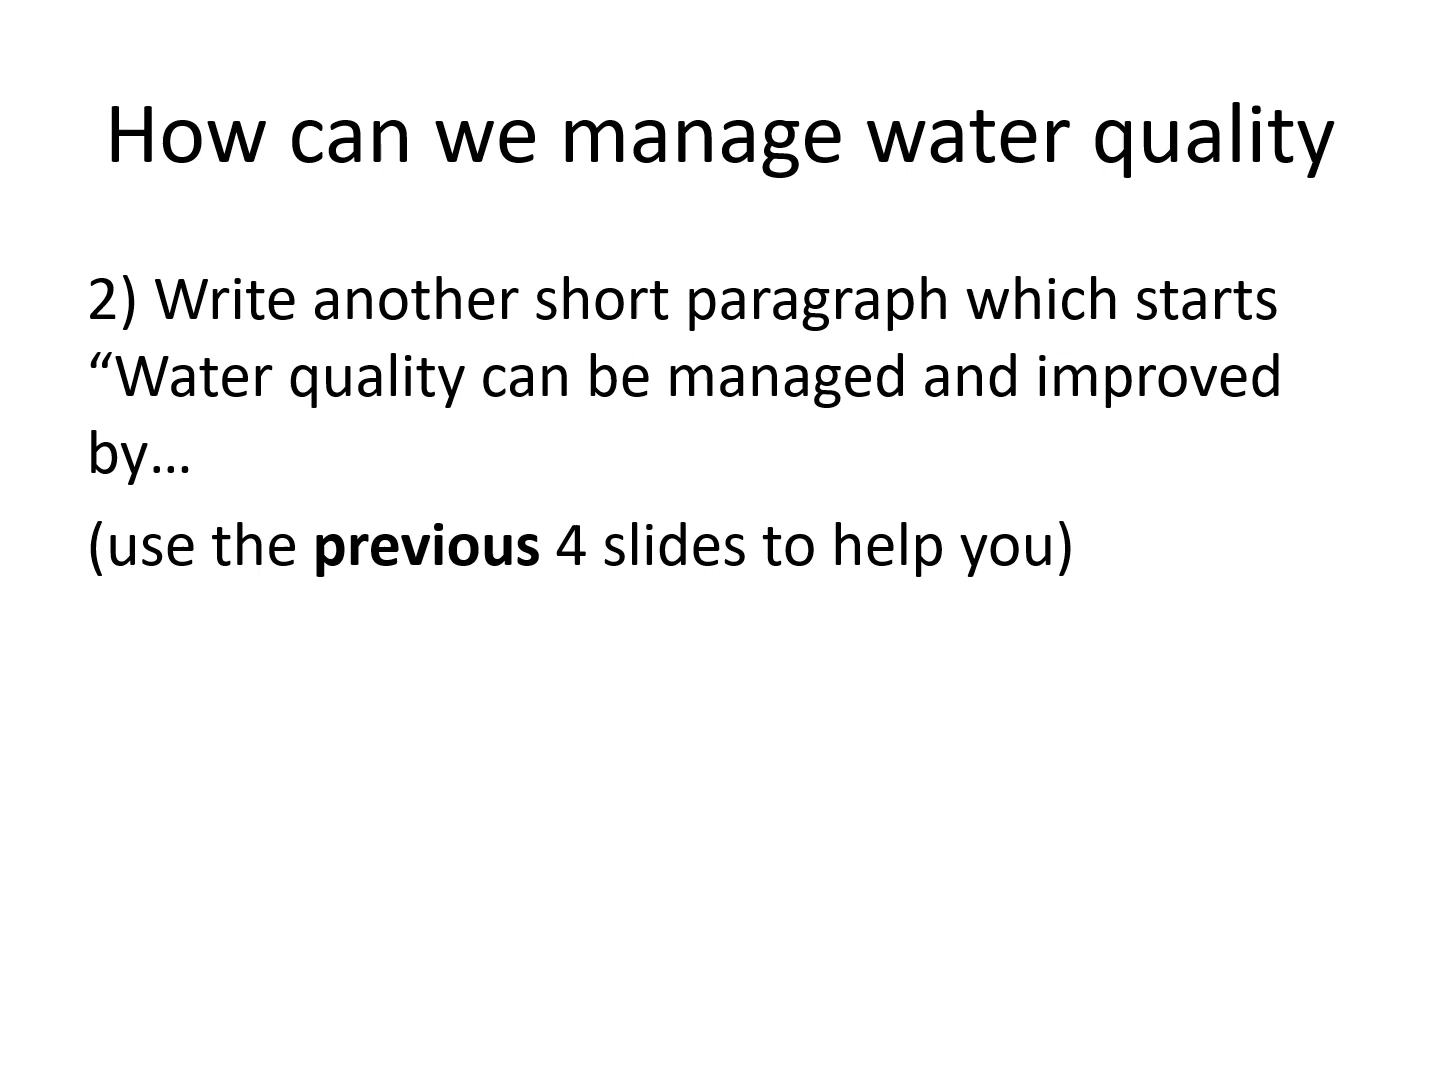 How can we manage water quality
2) Write another short paragraph which starts
“Water quality can be managed and improved
by…
(use the previous 4 slides to help you)